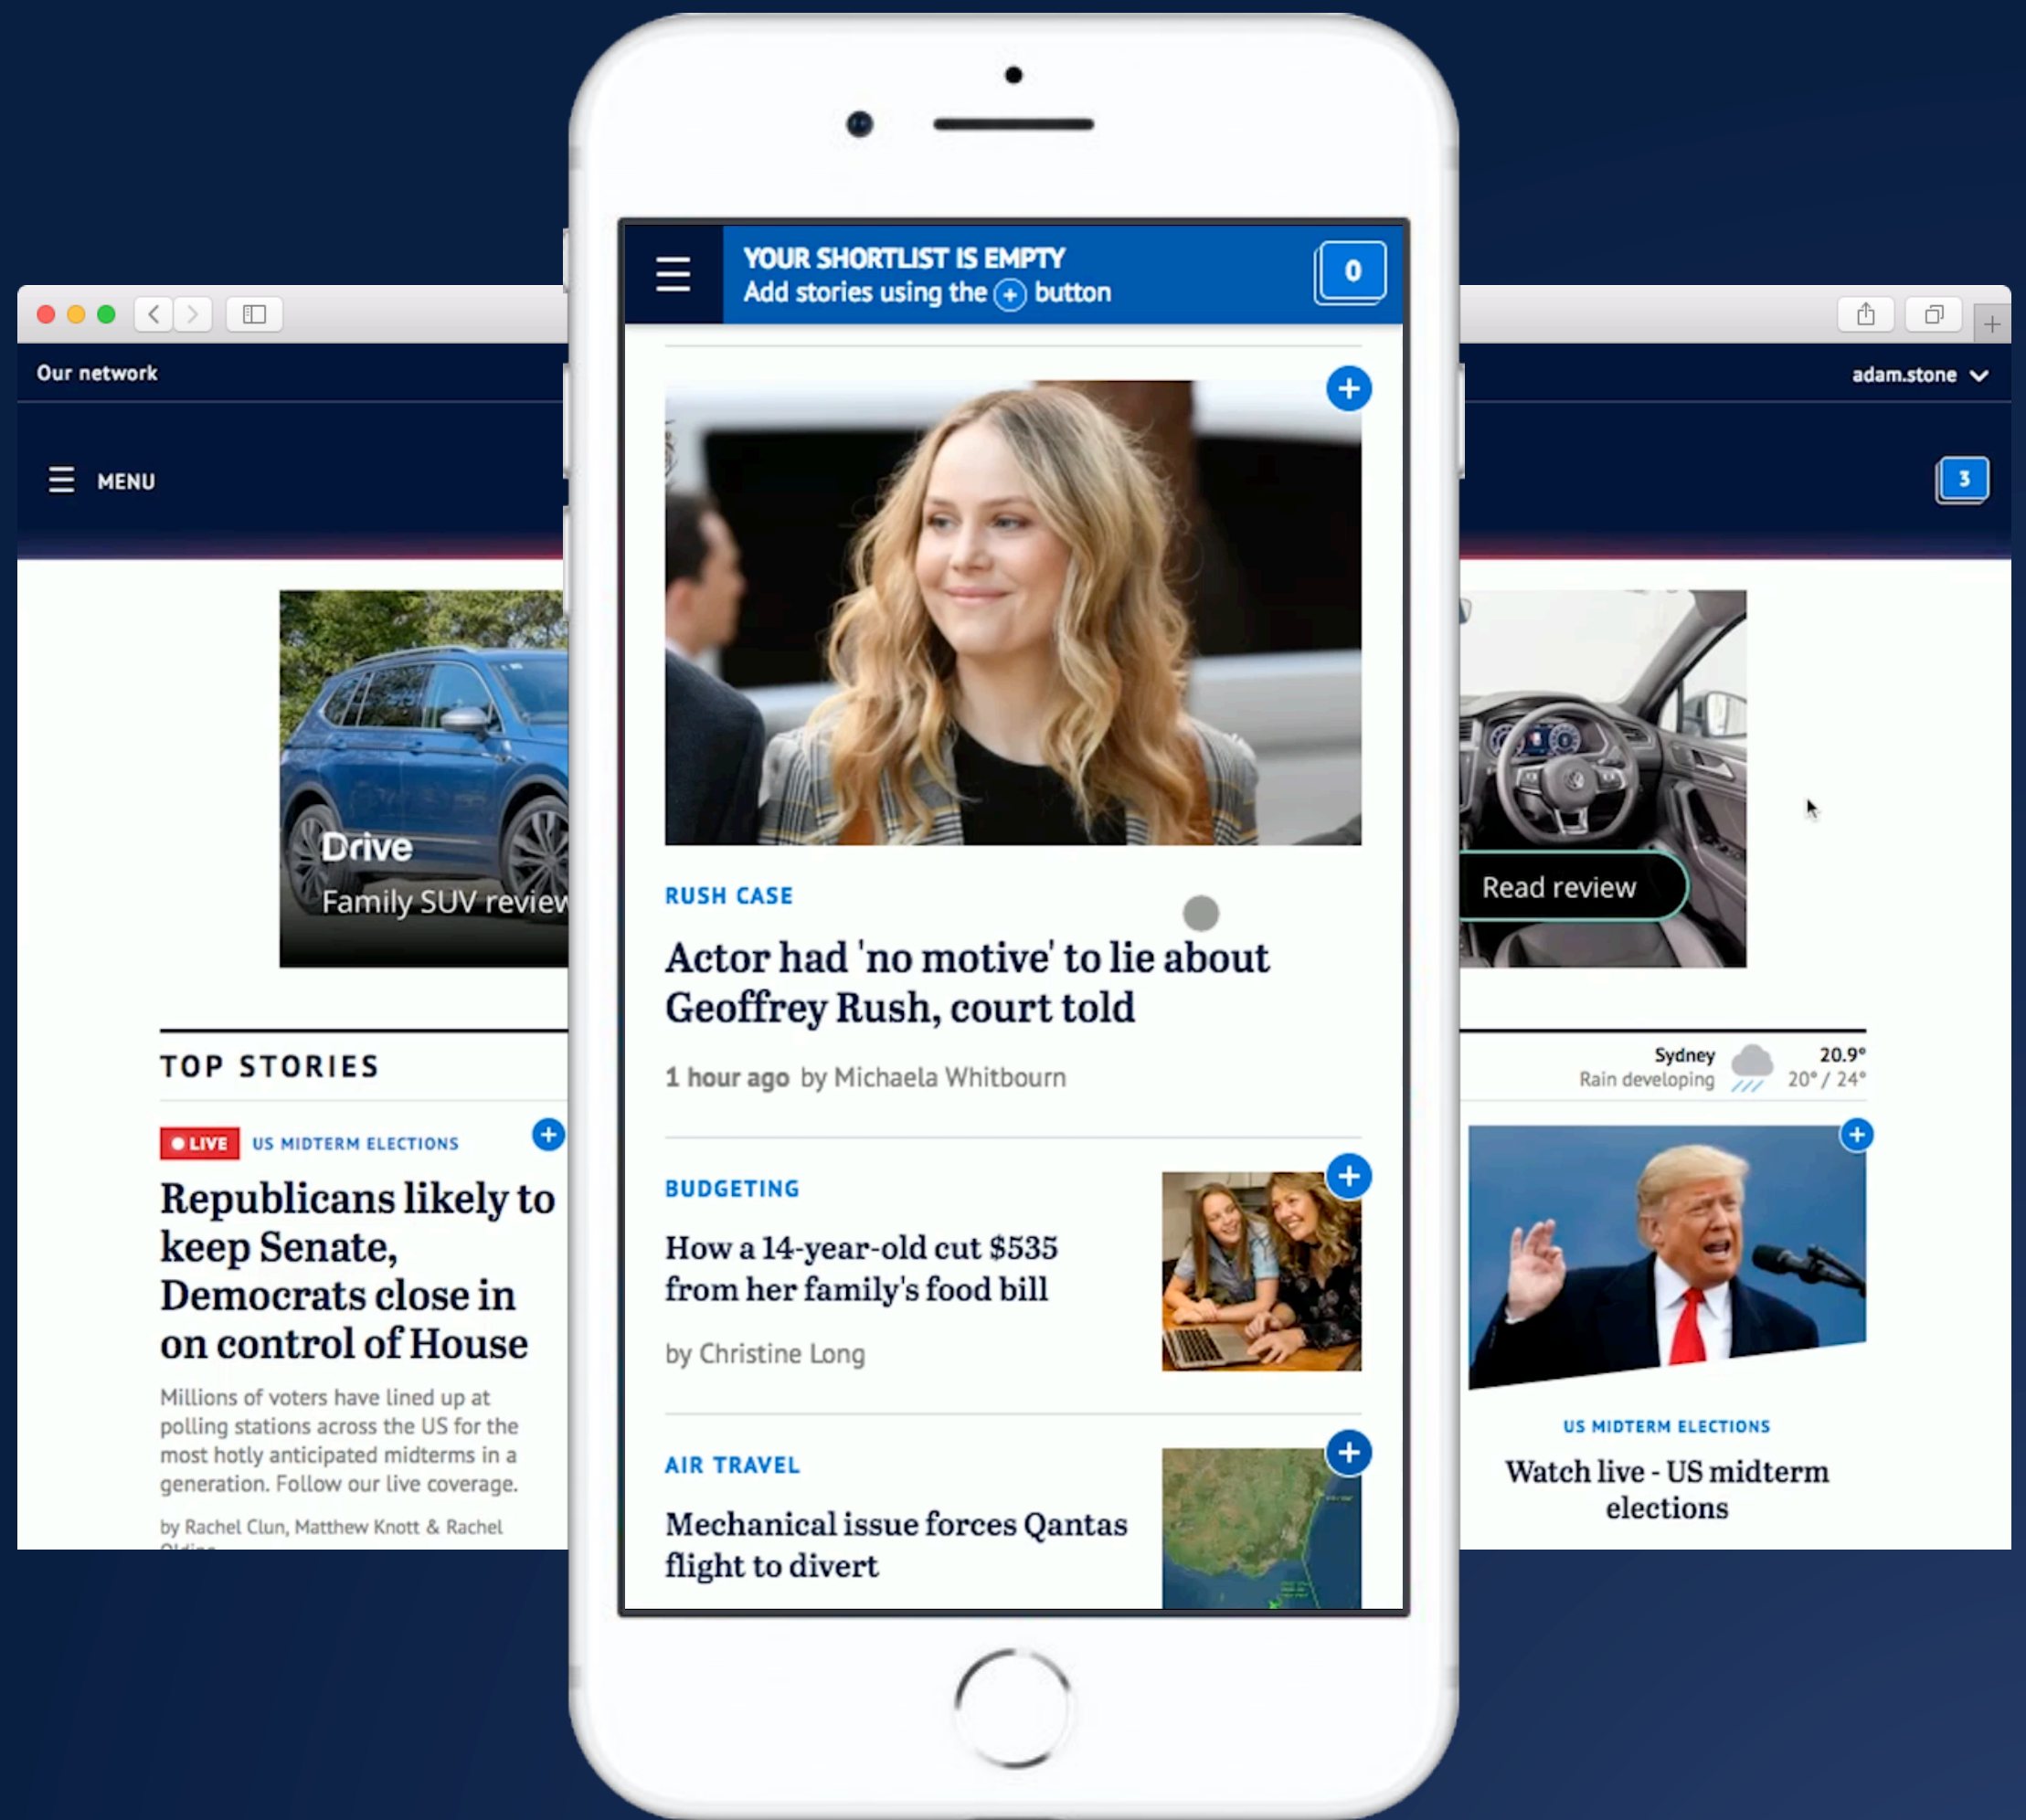 YOUR SHORTLIST IS EMPTY
Add stories using the + button
0
RUSH CASE
Actor had 'no motive' to lie about
Geoffrey Rush, court told
1 hour ago by Michaela Whitbourn
BUDGETING
How a 14-year-old cut $535
from her family's food bill
by Christine Long
AIR TRAVEL
Mechanical issue forces Qantas
flight to divert
Our network
adam.stone
MENU
3
Drive
Family SUV review
Read review
TOP STORIES
Sydney
Rain developing
20.9°
20° / 24°
LIVE US MIDTERM ELECTIONS
Republicans likely to
keep Senate,
Democrats close in
on control of House
Millions of voters have lined up at
polling stations across the US for the
most hotly anticipated midterms in a
generation. Follow our live coverage.
by Rachel Clun, Matthew Knott & Rachel
US MIDTERM ELECTIONS
Watch live - US midterm
elections